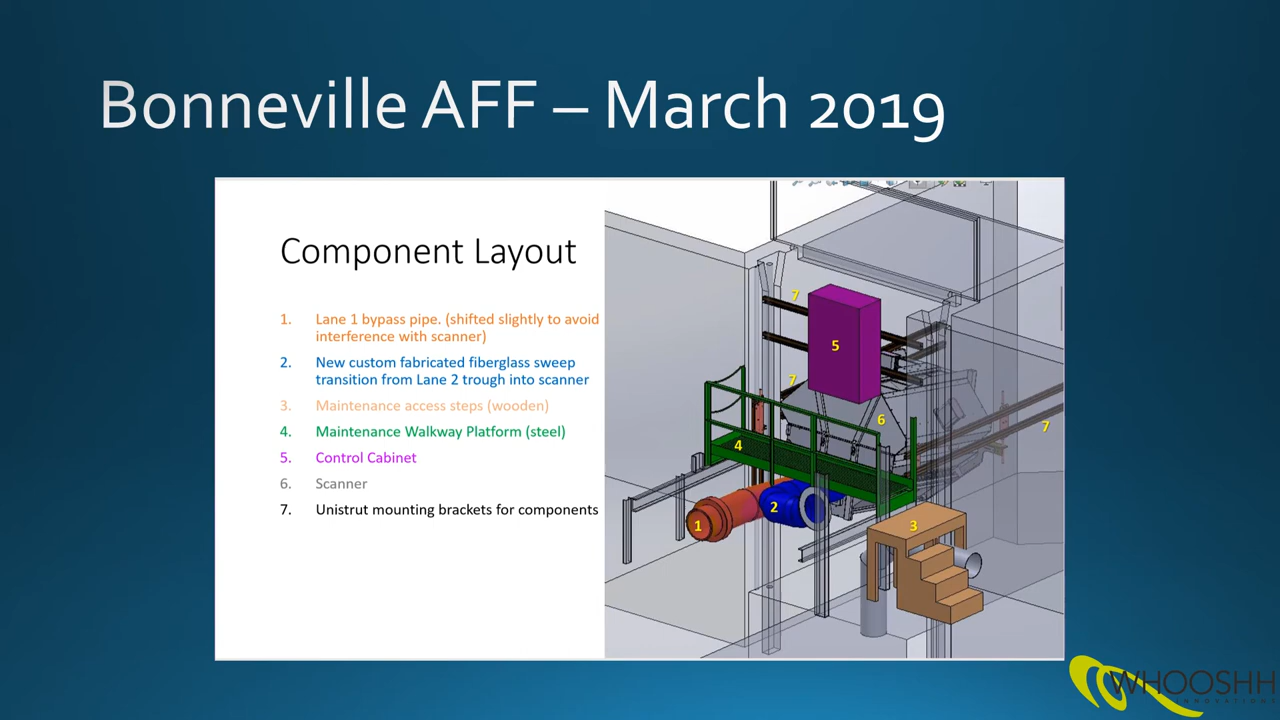 Bonneville AFF – March 2019
Component Layout
1. Lane 1 bypass pipe. (shifted slightly to avoid
interference with scanner)
2. New custom fabricated fiberglass sweep
transition from Lane 2 trough into scanner
3. Maintenance access steps (wooden)
4. Maintenance Walkway Platform (steel)
5. Control Cabinet
6. Scanner
7. Unistrut mounting brackets for components
7
5
7
6
7
4
2
1
3
WHOOSHH
INNOVATIONS